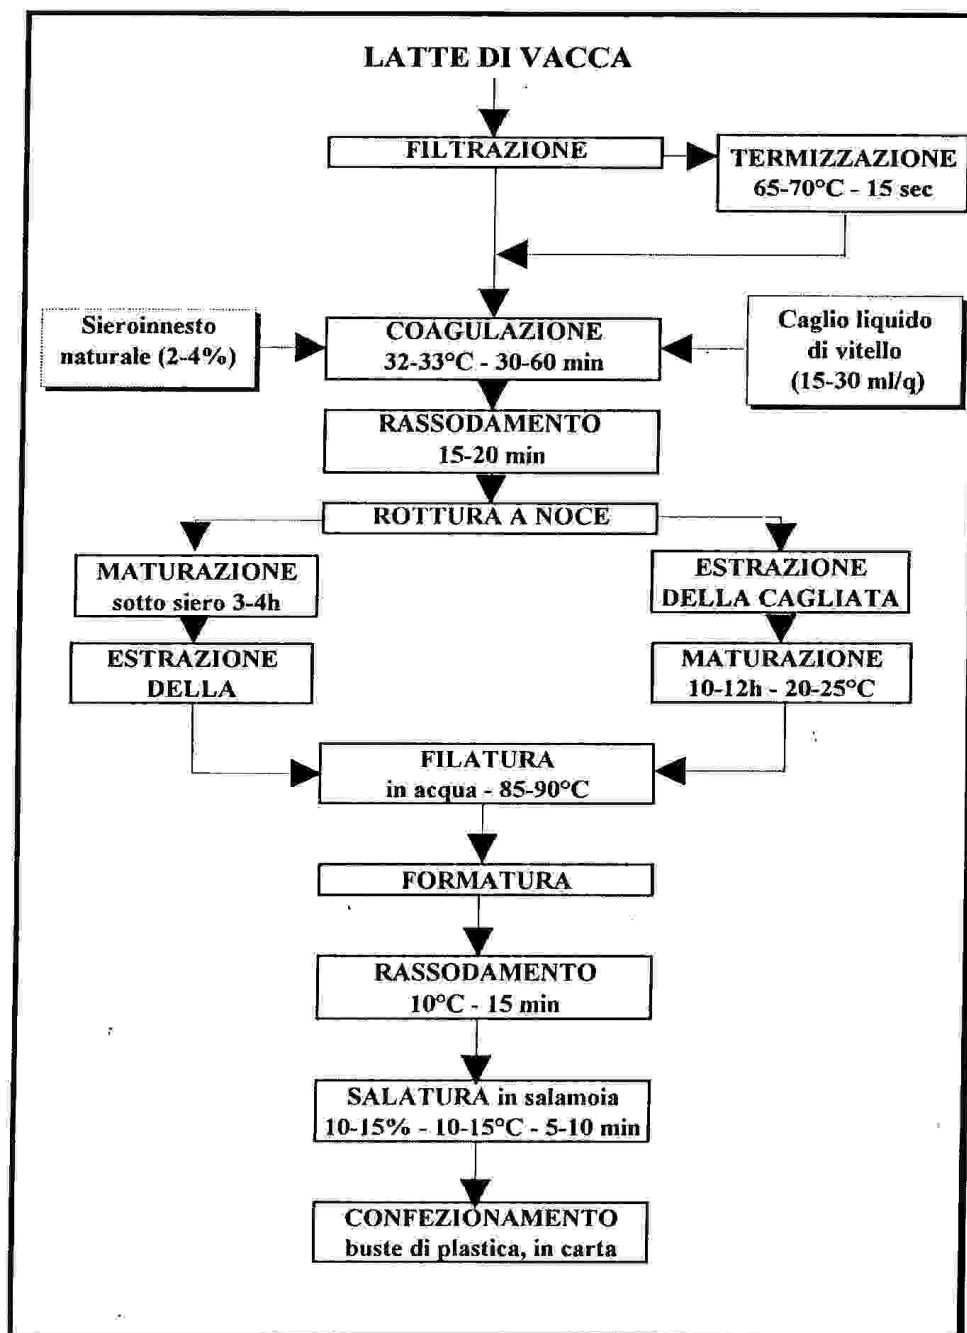 LATTE DI VACCA
FILTRAZIONE
TERMIZZAZIONE
65-70°C - 15 sec
Sieroinnesto
naturale (2-4%)
COAGULAZIONE
32-33°C - 30-60 min
Caglio liquido
di vitello
(15-30 ml/q)
RASSODAMENTO
15-20 min
ROTTURA A NOCE
MATURAZIONE
sotto siero 3-4h
ESTRAZIONE
DELLA
ESTRAZIONE
DELLA CAGLIATA
MATURAZIONE
10-12h - 20-25°C
FILATURA
in acqua - 85-90°C
FORMATURA
RASSODAMENTO
10°C - 15 min
SALATURA in salamoia
10-15% - 10-15°C - 5-10 min
CONFEZIONAMENTO
buste di plastica, in carta